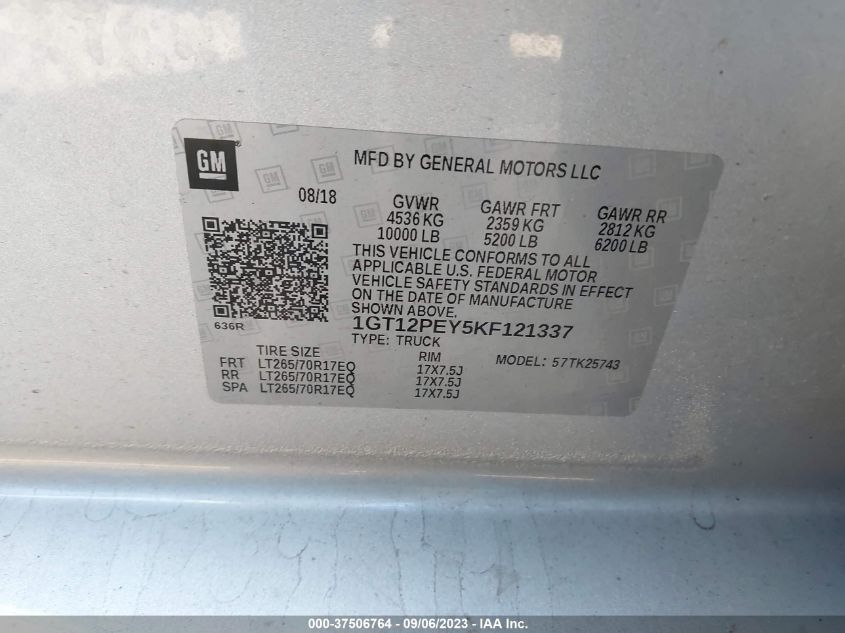 GM
MFD BY GENERAL MOTORS LLC
08/18
GVWR
4536 KG
10000 LB
GAWR FRT
2359 KG
5200 LB
GAWR RR
2812 KG
6200 LB
THIS VEHICLE CONFORMS TO ALL
APPLICABLE U.S. FEDERAL MOTOR
VEHICLE SAFETY STANDARDS IN EFFECT
ON THE DATE OF MANUFACTURE
SHOWN ABOVE.
636R
1GT12PEY5KF121337
TYPE: TRUCK
TIRE SIZE RIM MODEL: 57TK25743
FRT LT265/70R17EQ 17X7.5J
RR LT265/70R17EQ 17X7.5J
SPA LT265/70R17EQ 17X7.5J
000-37506764 - 09/06/2023 - IAA Inc.